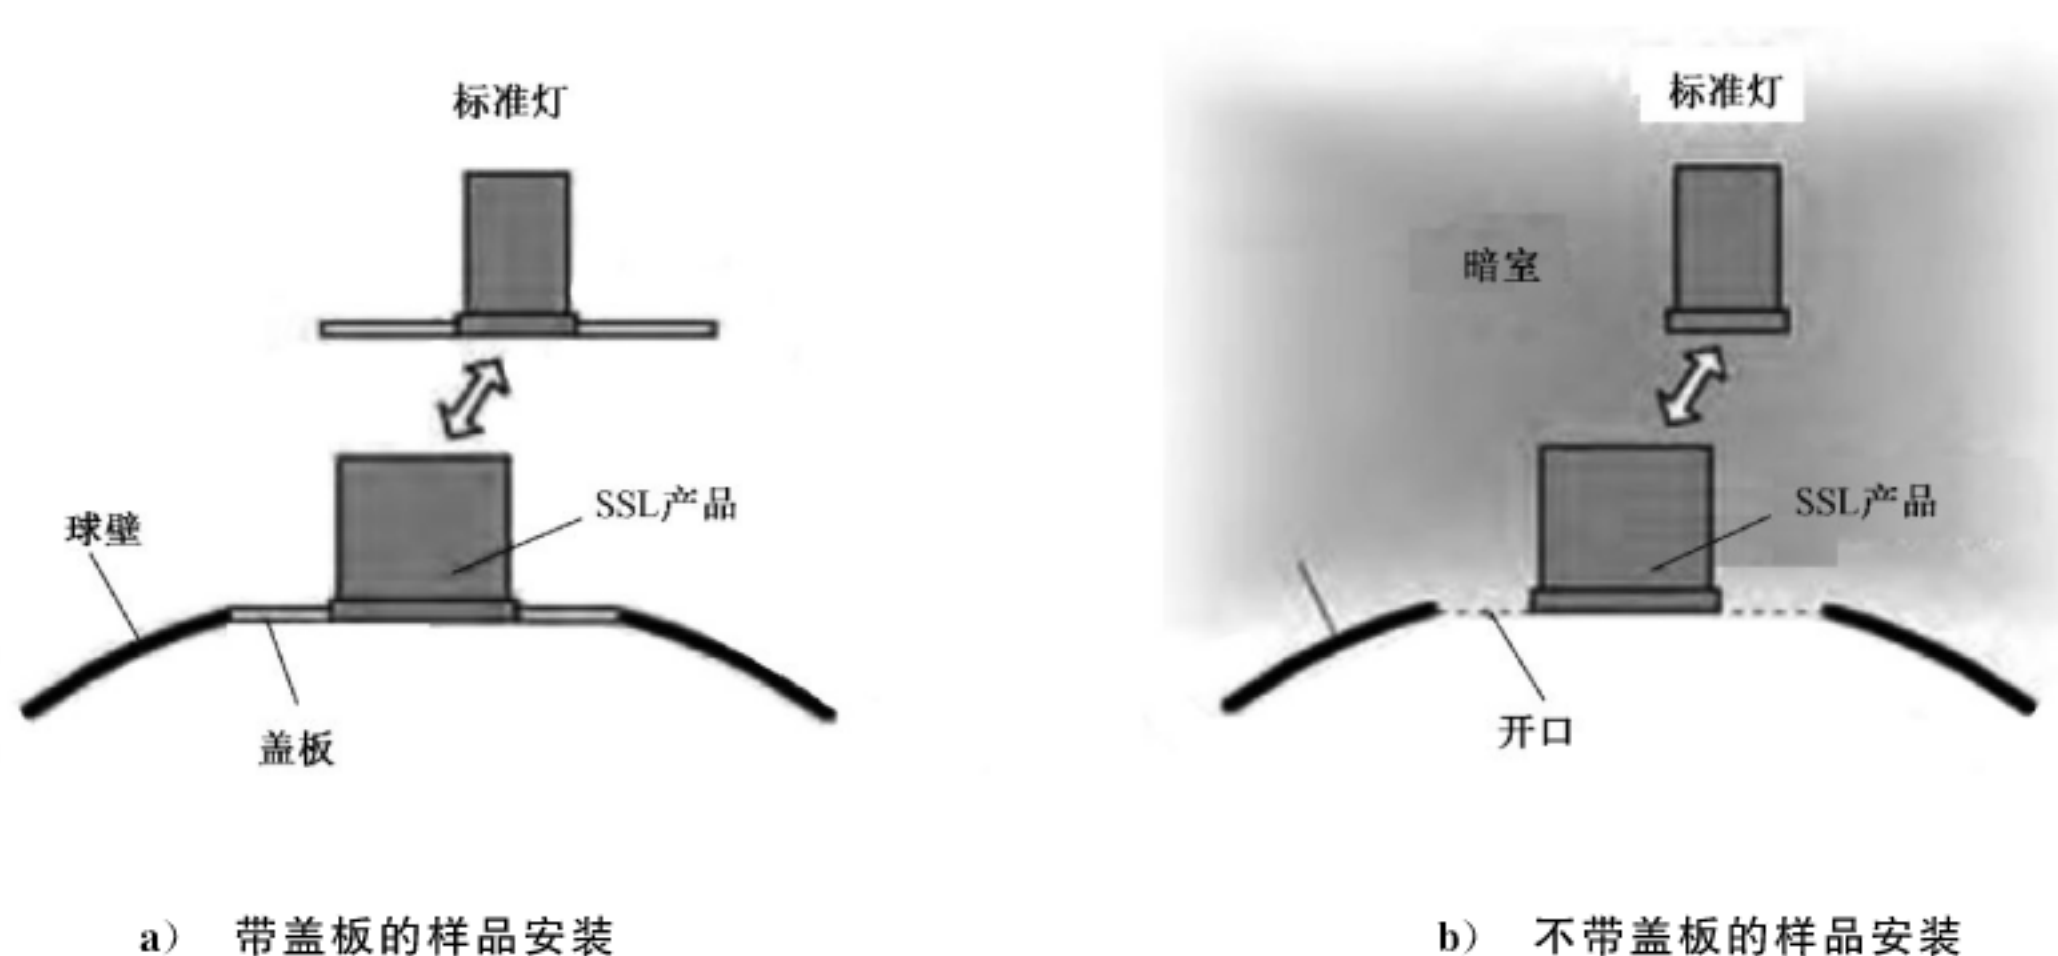 标准灯
SSL产品
球壁
盖板
a） 带盖板的样品安装
标准灯
暗室
SSL产品
开口
b） 不带盖板的样品安装